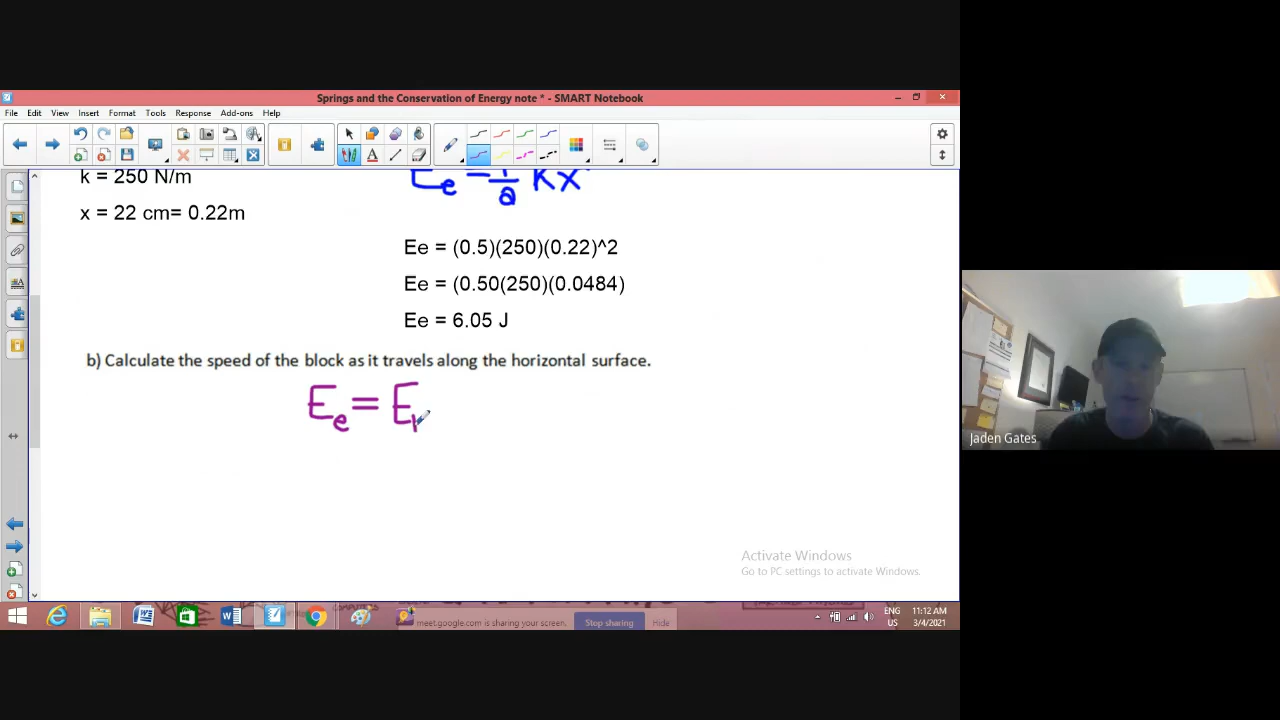 Springs and the Conservation of Energy note * - SMART Notebook
File Edit View Insert Format Tools Response Add-ons Help
k = 250 N/m
x = 22 cm= 0.22m
Ee = (0.5)(250)(0.22)^2
Ee = (0.50(250)(0.0484)
Ee = 6.05 J
b) Calculate the speed of the block as it travels along the horizontal surface.
Ee = E
Jaden Gates
Activate Windows
Go to PC settings to activate Windows.
meet.google.com is sharing your screen. Stop sharing Hide
ENG 11:12 AM
US 3/4/2021